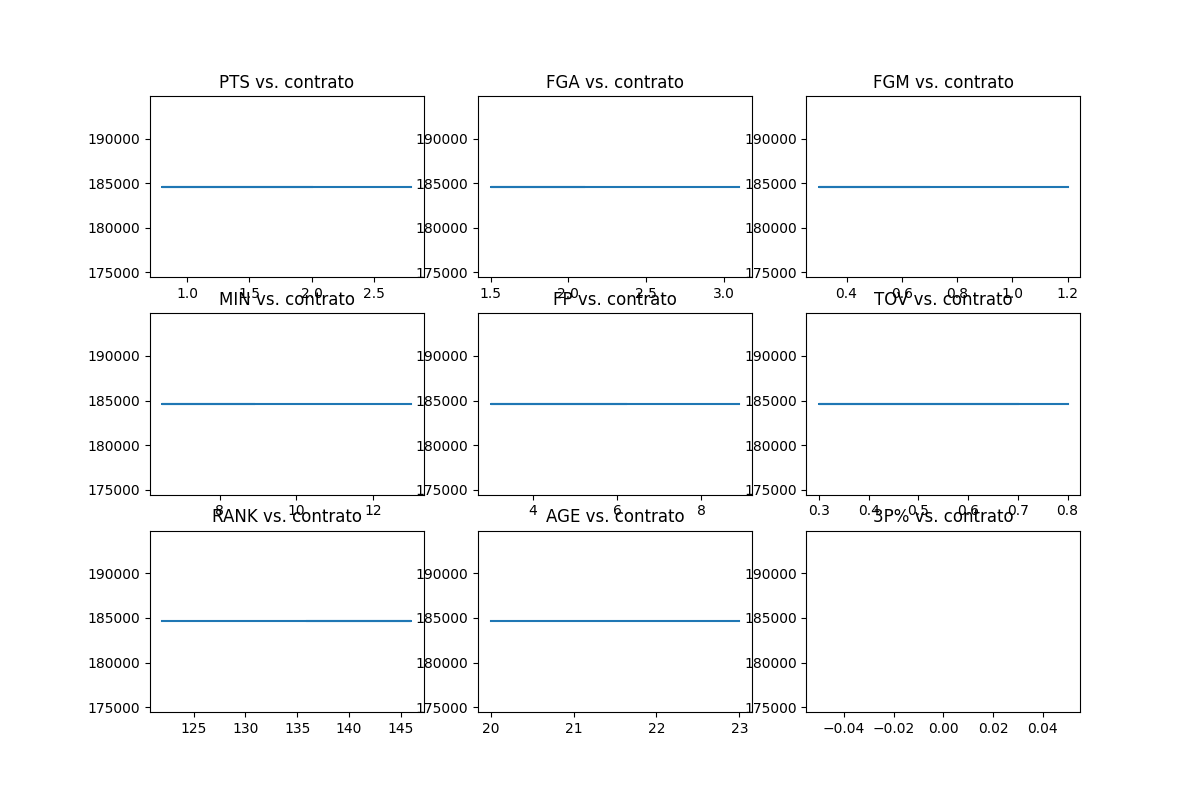 PTS vs. contrato
FGA vs. contrato
FGM vs. contrato
190000
185000
180000
175000
190000
185000
180000
175000
190000
185000
180000
175000
1.0 1.5 2.0 2.5
1.5 2.0 2.5 3.0
0.4 0.6 0.8 1.0 1.2
MIN vs. contrato
FP vs. contrato
TOV vs. contrato
190000
185000
180000
175000
190000
185000
180000
175000
190000
185000
180000
175000
8 10 12
4 6 8
0.3 0.4 0.5 0.6 0.7 0.8
RANK vs. contrato
AGE vs. contrato
3P% vs. contrato
190000
185000
180000
175000
190000
185000
180000
175000
190000
185000
180000
175000
125 130 135 140 145
20 21 22 23
−0.04 −0.02 0.00 0.02 0.04